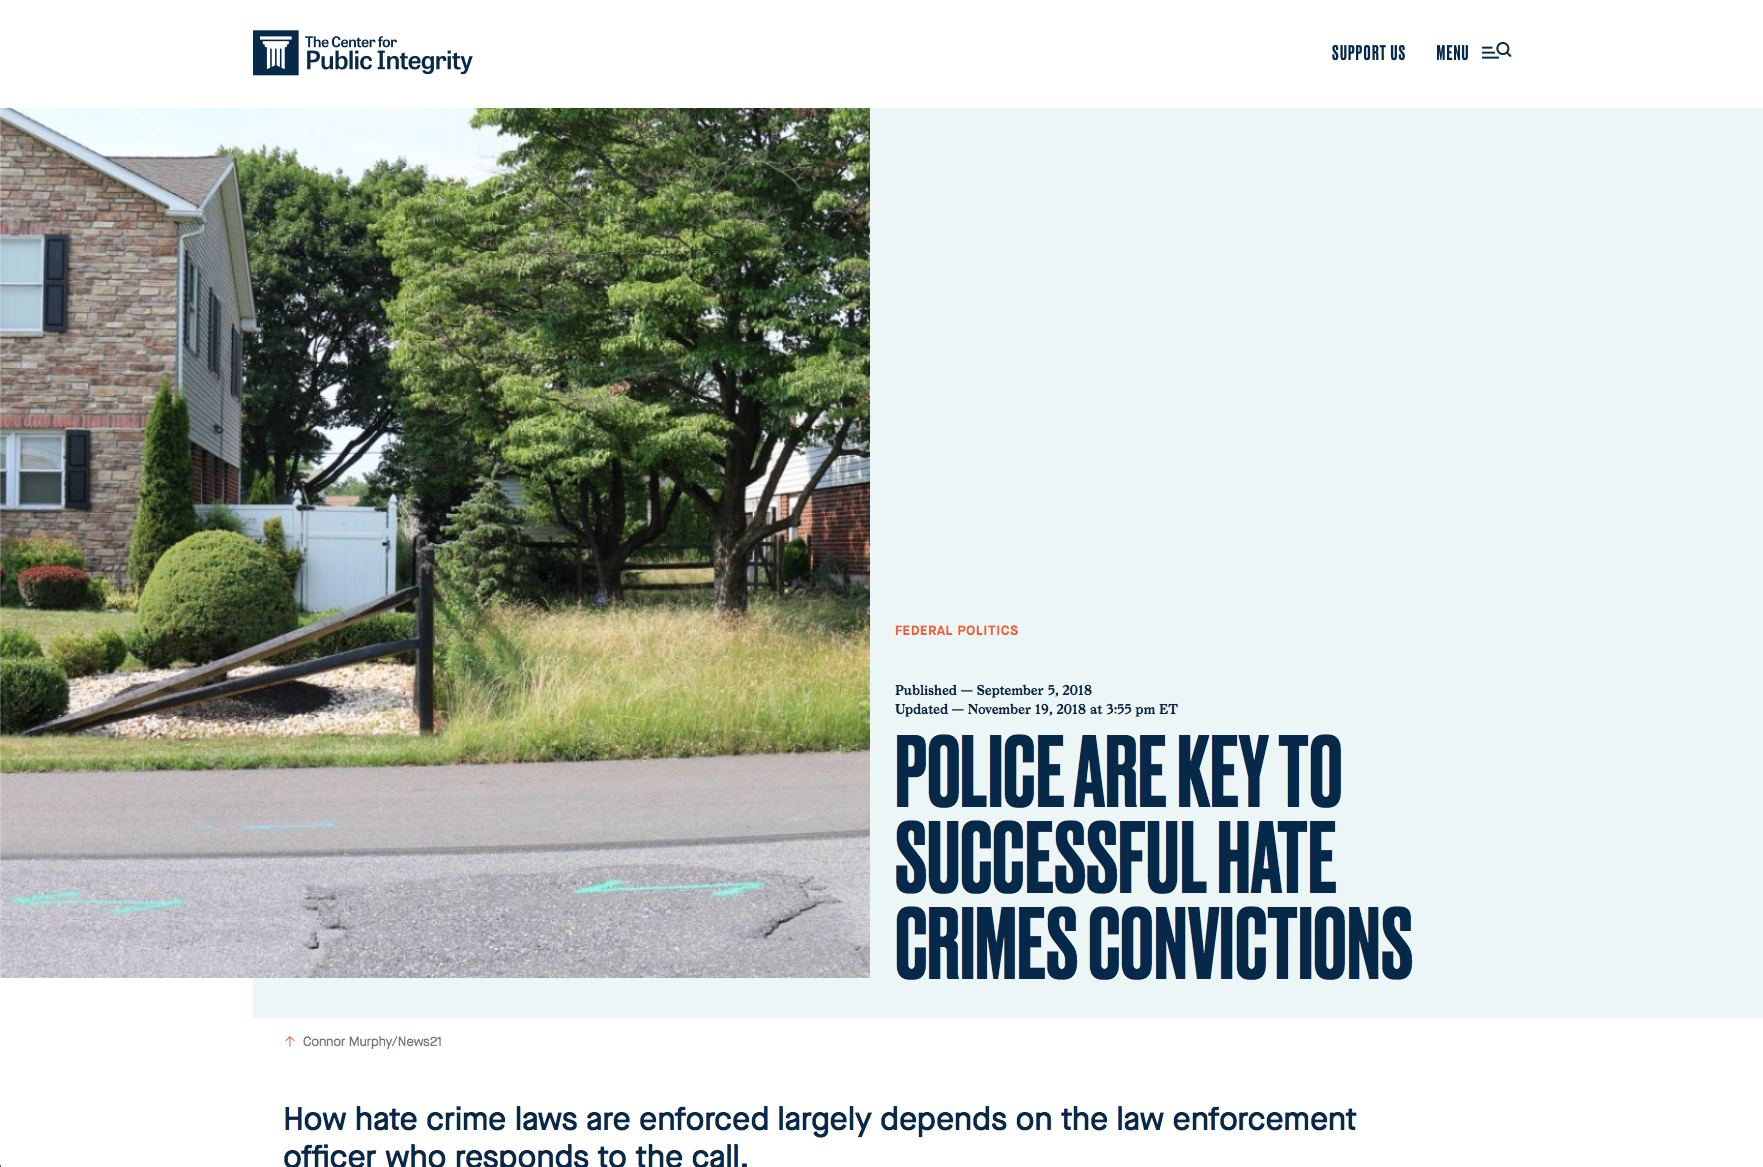 The Center for
Public Integrity
SUPPORT US MENU
FEDERAL POLITICS
Published — September 5, 2018
Updated — November 19, 2018 at 3:55 pm ET
POLICE ARE KEY TO
SUCCESSFUL HATE
CRIMES CONVICTIONS
↑ Connor Murphy/News21
How hate crime laws are enforced largely depends on the law enforcement
officer who responds to the call.